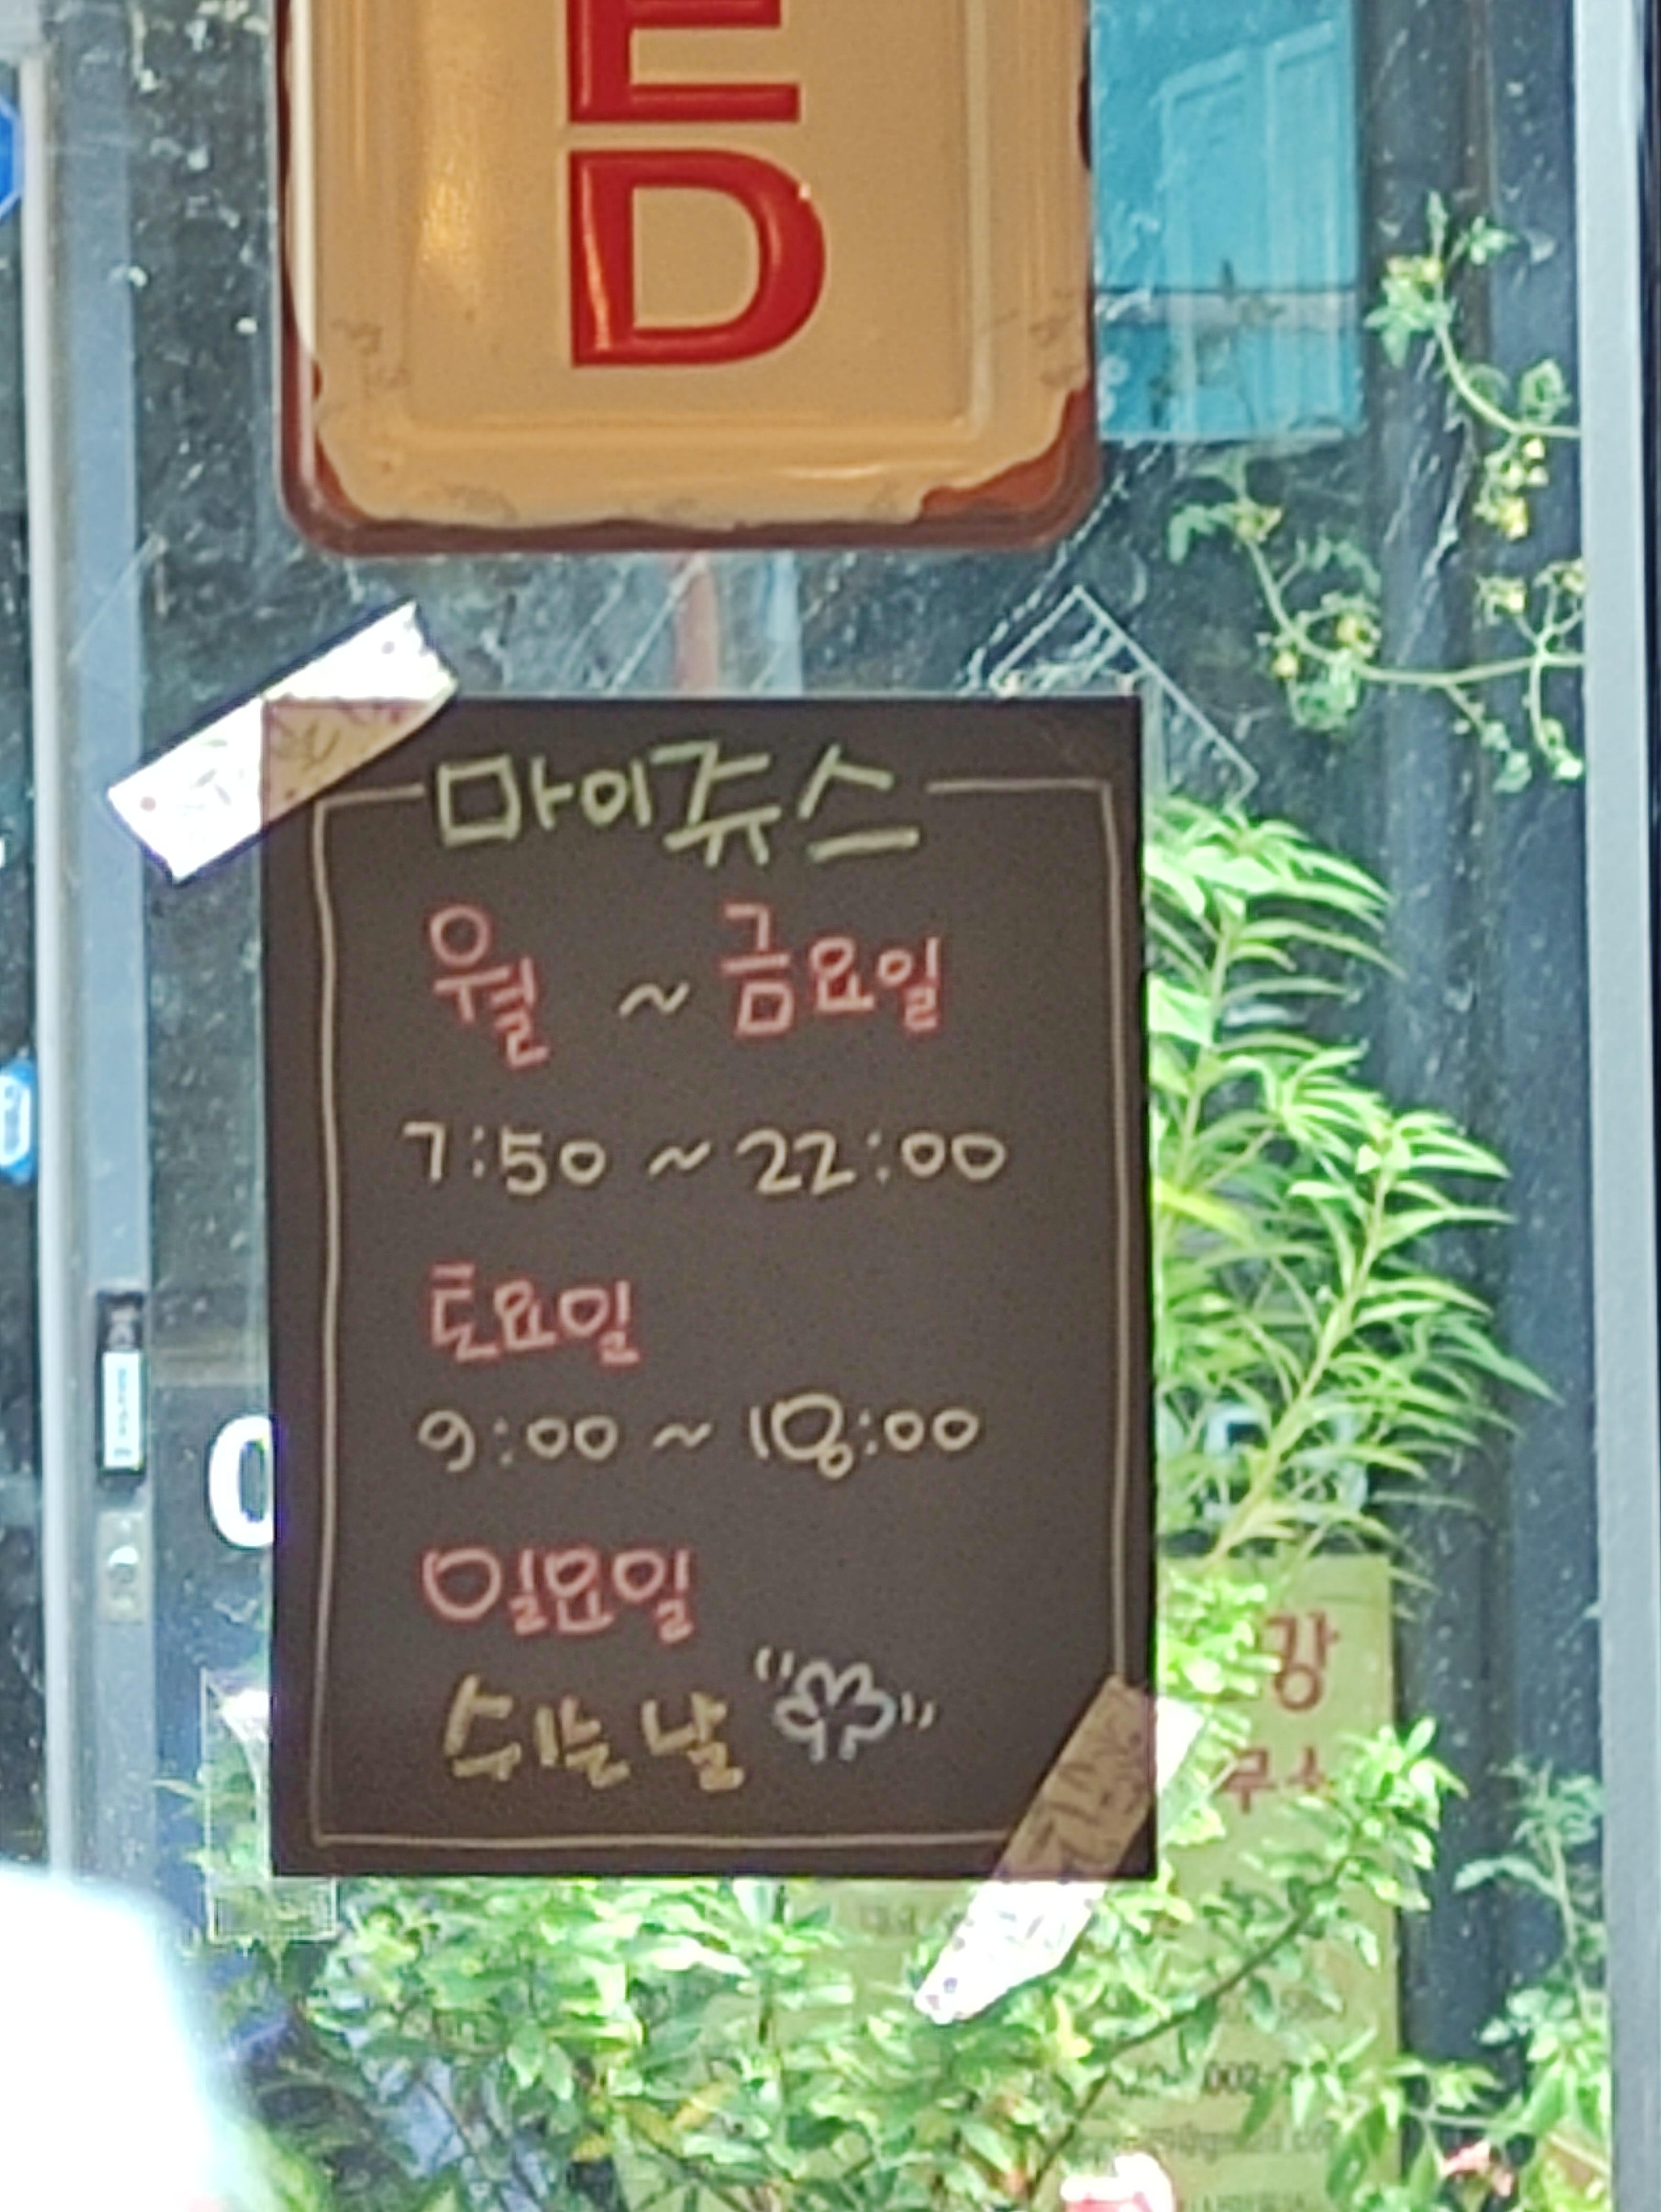 E
D
마이쥬스
월 ~ 금요일
7:50 ~ 22:00
토요일
9:00 ~ 18:00
일요일
쉬는 날
강